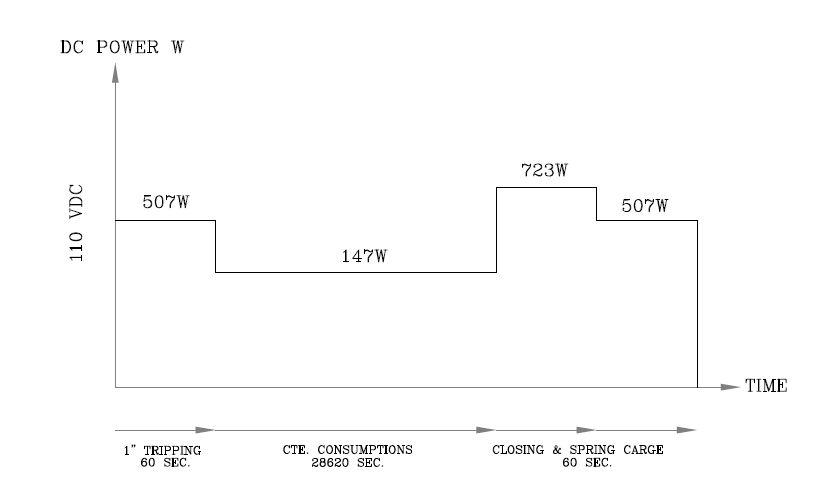 DC POWER W
723W
507W
507W
110 VDC
147W
TIME
1" TRIPPING
60 SEC.
CTE. CONSUMPTIONS
28620 SEC.
CLOSING & SPRING CARGE
60 SEC.